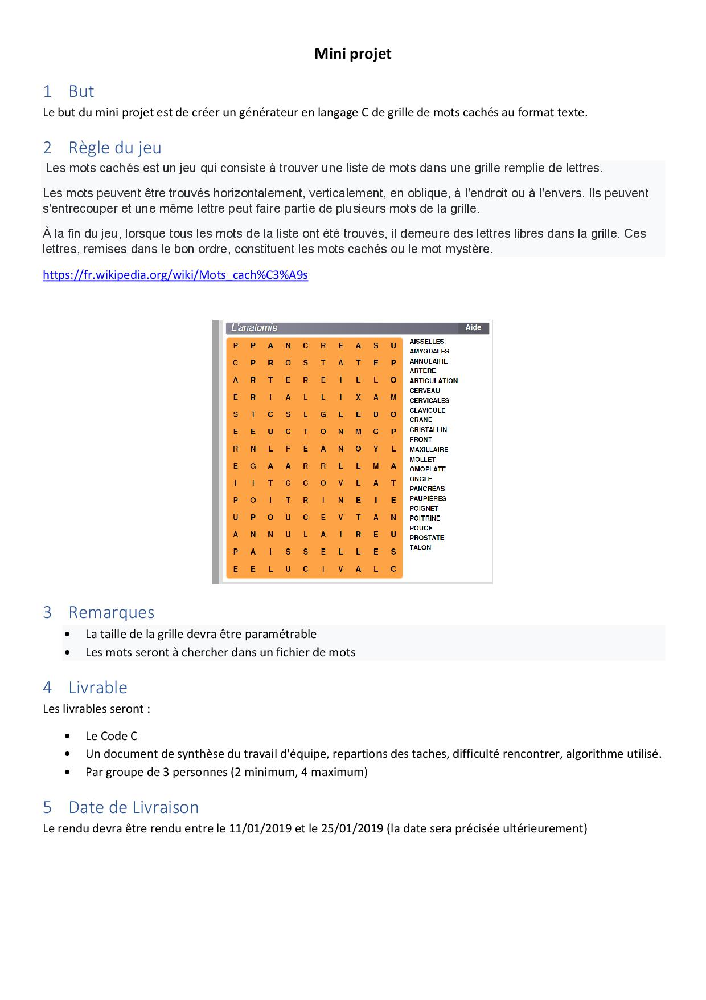 Mini projet
1 But
Le but du mini projet est de créer un générateur en langage C de grille de mots cachés au format texte.
2 Règle du jeu
Les mots cachés est un jeu qui consiste à trouver une liste de mots dans une grille remplie de lettres.
Les mots peuvent être trouvés horizontalement, verticalement, en oblique, à l'endroit ou à l'envers. Ils peuvent
s'entrecouper et une même lettre peut faire partie de plusieurs mots de la grille.
À la fin du jeu, lorsque tous les mots de la liste ont été trouvés, il demeure des lettres libres dans la grille. Ces
lettres, remises dans le bon ordre, constituent les mots cachés ou le mot mystère.
https://fr.wikipedia.org/wiki/Mots_cach%C3%A9s
L'anatomie Aide
P P A N C R E A S U
C P R O S T A T E P
A R T E R E I L L O
E R I A L L I X A M
S T C S L G L E D O
E E U C T O N M G P
R N L F E A N O Y L
E G A A R R L L M A
I I T C C O V L A T
P O I T R I N E I E
U P O U C E V T A N
A N N U L A I R E U
P A I S S E L L E S
E E L U C I V A L C
AISSELLES
AMYGDALES
ANNULAIRE
ARTÈRE
ARTICULATION
CERVEAU
CERVICALES
CLAVICULE
CRÂNE
CRISTALLIN
FRONT
MAXILLAIRE
MOLLET
OMOPLATE
ONGLE
PANCRÉAS
PAUPIERES
POIGNET
POITRINE
POUCE
PROSTATE
TALON
3 Remarques
• La taille de la grille devra être paramétrable
• Les mots seront à chercher dans un fichier de mots
4 Livrable
Les livrables seront :
• Le Code C
• Un document de synthèse du travail d'équipe, repartions des taches, difficulté rencontrer, algorithme utilisé.
• Par groupe de 3 personnes (2 minimum, 4 maximum)
5 Date de Livraison
Le rendu devra être rendu entre le 11/01/2019 et le 25/01/2019 (la date sera précisée ultérieurement)